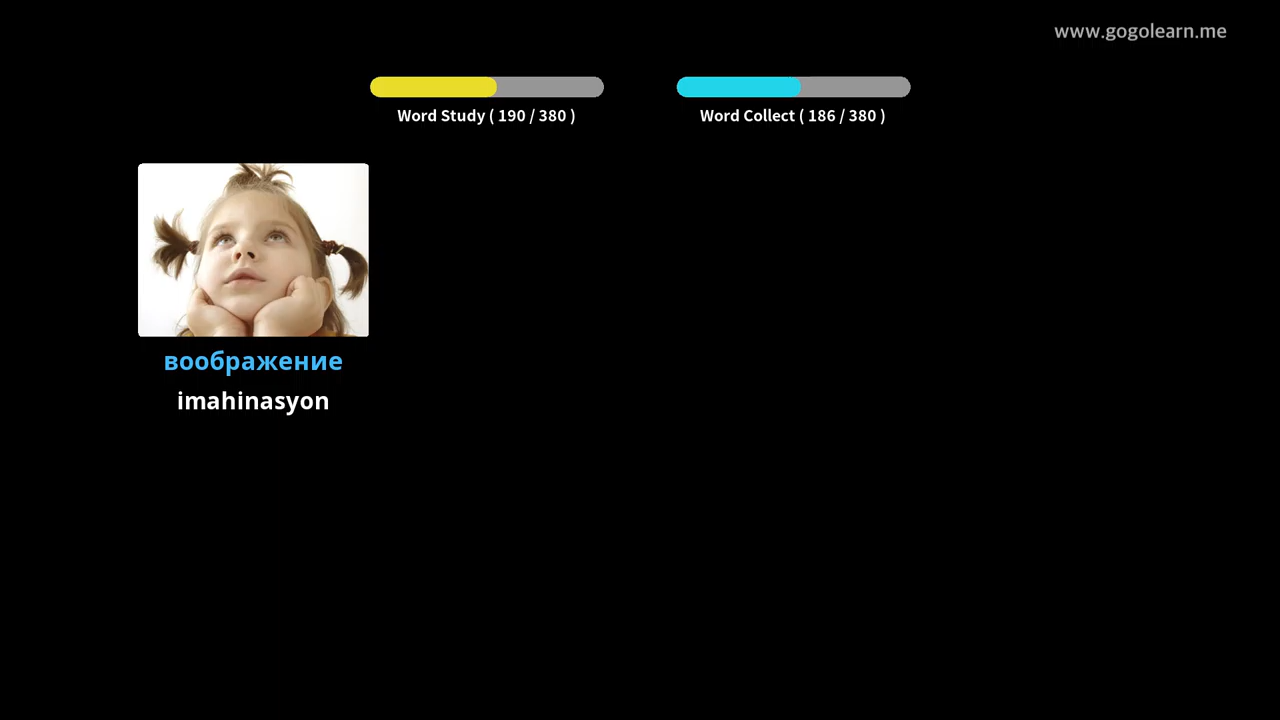 www.gogolearn.me
Word Study ( 190 / 380 )
Word Collect ( 186 / 380 )
воображение
imahinasyon